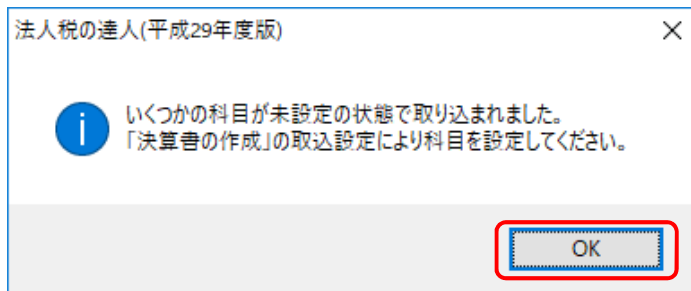 法人税の達人(平成29年度版)
いくつかの科目が未設定の状態で取り込まれました。
「決算書の作成」の取込設定により科目を設定してください。
OK